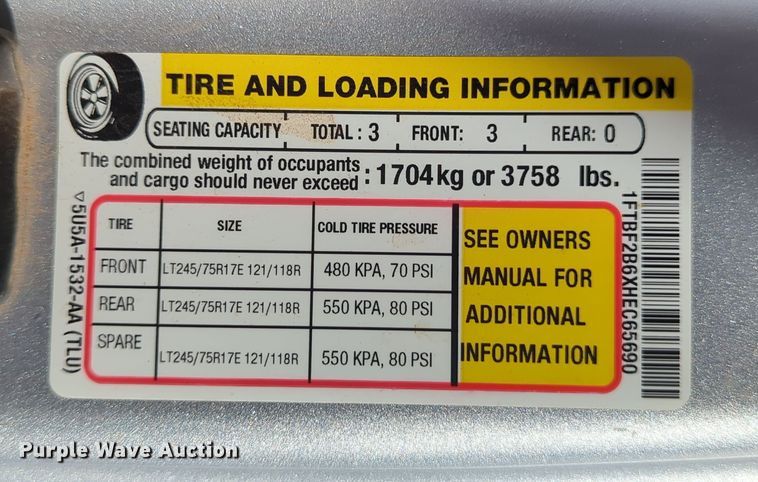 TIRE AND LOADING INFORMATION
SEATING CAPACITY TOTAL : 3 FRONT: 3 REAR: 0
The combined weight of occupants
and cargo should never exceed : 1704kg or 3758 lbs.
TIRE SIZE COLD TIRE PRESSURE
FRONT LT245/75R17E 121/118R 480 KPA, 70 PSI
REAR LT245/75R17E 121/118R 550 KPA, 80 PSI
SPARE LT245/75R17E 121/118R 550 KPA, 80 PSI
SEE OWNERS
MANUAL FOR
ADDITIONAL
INFORMATION
5U5A-1532-AA (TLU)
1FTBF2B6XHEC65690
Purple Wave Auction